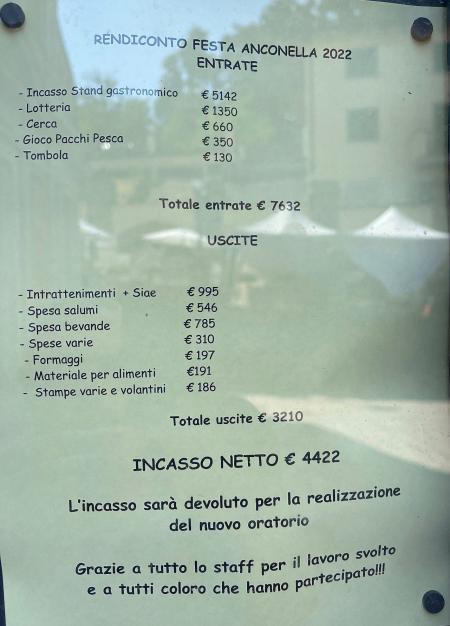 RENDICONTO FESTA ANCONELLA 2022
ENTRATE
- Incasso Stand gastronomico € 5142
- Lotteria € 1350
- Cerca € 660
- Gioco Pacchi Pesca € 350
- Tombola € 130
Totale entrate € 7632
USCITE
- Intrattenimenti + Siae € 995
- Spesa salumi € 546
- Spesa bevande € 785
- Spese varie € 310
- Formaggi € 197
- Materiale per alimenti €191
- Stampe varie e volantini € 186
Totale uscite € 3210
INCASSO NETTO € 4422
L'incasso sarà devoluto per la realizzazione
del nuovo oratorio
Grazie a tutto lo staff per il lavoro svolto
e a tutti coloro che hanno partecipato!!!